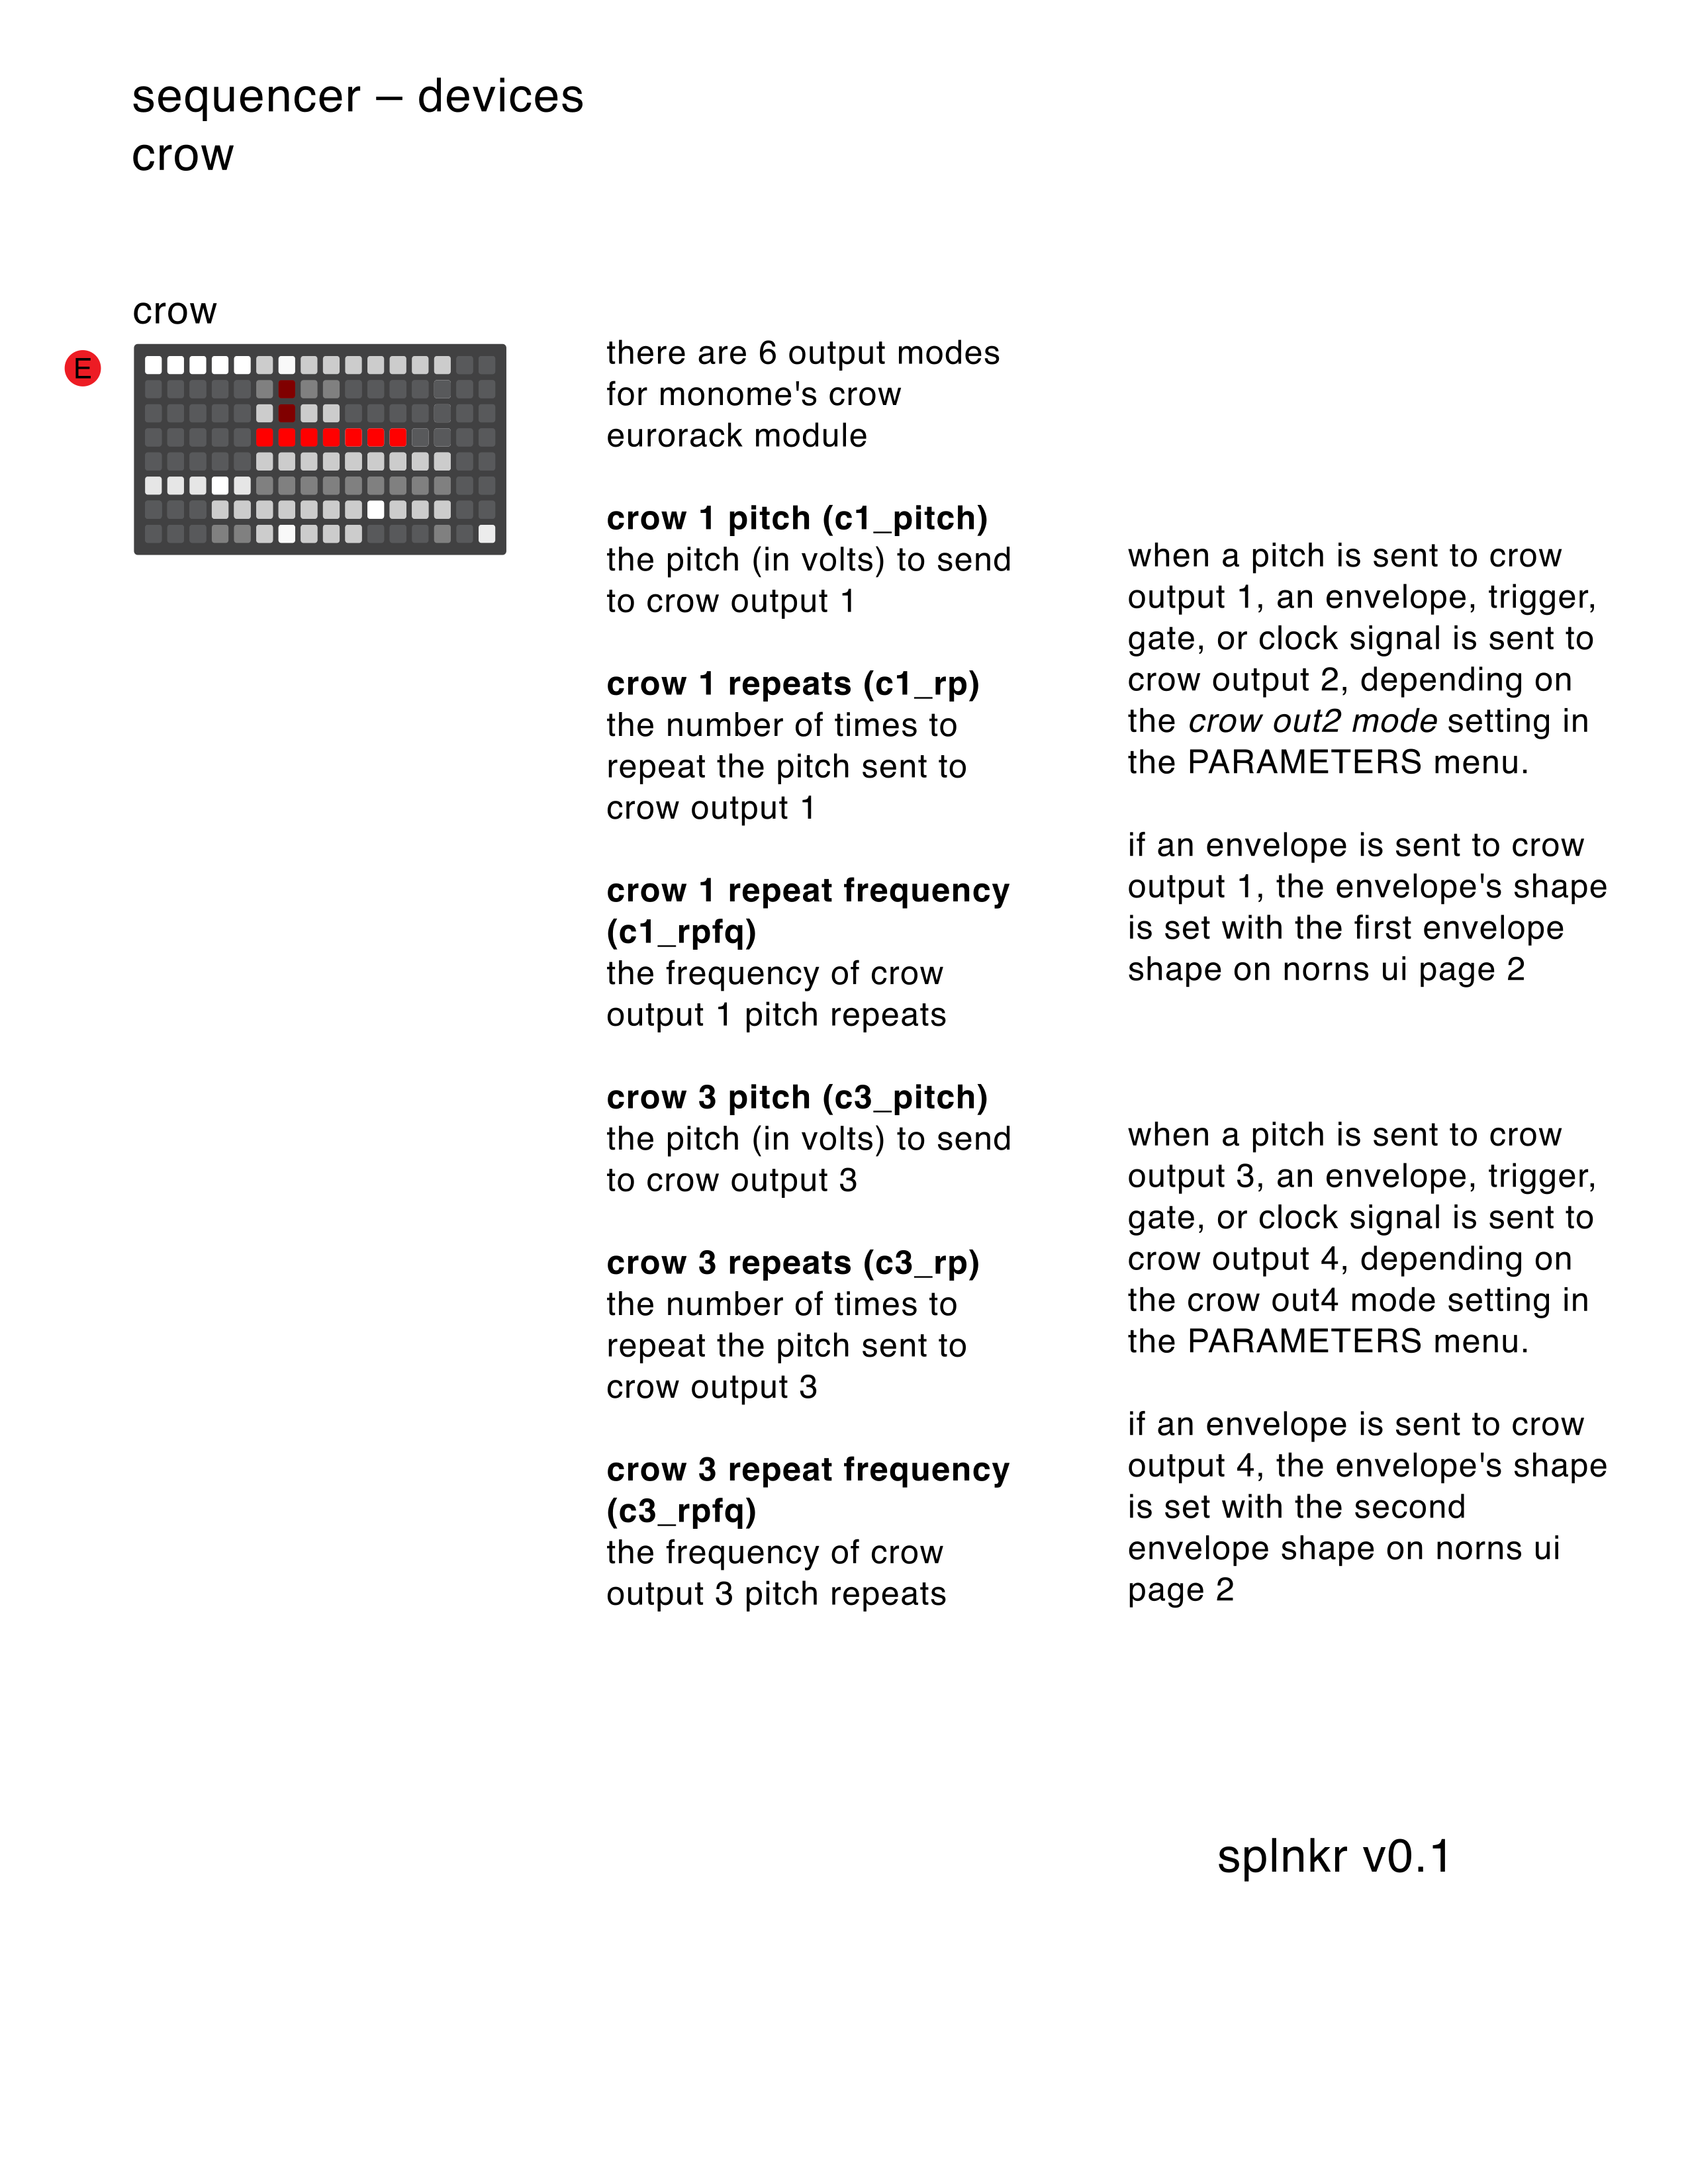 sequencer – devices
crow
crow
E
there are 6 output modes
for monome's crow
eurorack module
crow 1 pitch (c1_pitch)
the pitch (in volts) to send
to crow output 1
crow 1 repeats (c1_rp)
the number of times to
repeat the pitch sent to
crow output 1
crow 1 repeat frequency
(c1_rpfq)
the frequency of crow
output 1 pitch repeats
crow 3 pitch (c3_pitch)
the pitch (in volts) to send
to crow output 3
crow 3 repeats (c3_rp)
the number of times to
repeat the pitch sent to
crow output 3
crow 3 repeat frequency
(c3_rpfq)
the frequency of crow
output 3 pitch repeats
when a pitch is sent to crow
output 1, an envelope, trigger,
gate, or clock signal is sent to
crow output 2, depending on
the crow out2 mode setting in
the PARAMETERS menu.
if an envelope is sent to crow
output 1, the envelope's shape
is set with the first envelope
shape on norns ui page 2
when a pitch is sent to crow
output 3, an envelope, trigger,
gate, or clock signal is sent to
crow output 4, depending on
the crow out4 mode setting in
the PARAMETERS menu.
if an envelope is sent to crow
output 4, the envelope's shape
is set with the second
envelope shape on norns ui
page 2
splnkr v0.1